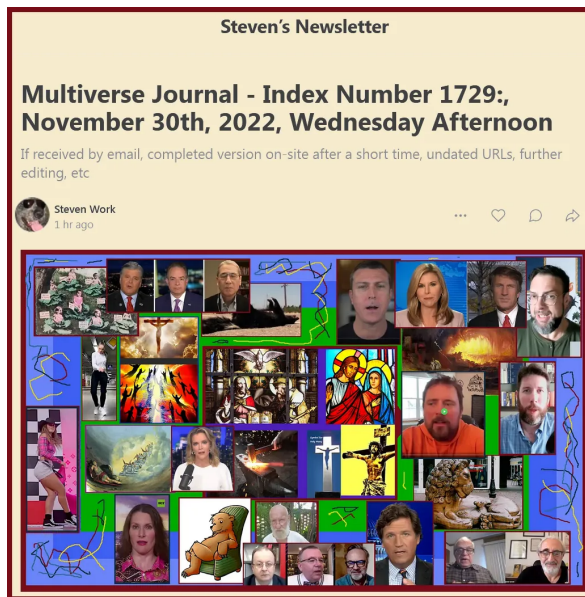 Steven's Newsletter
Multiverse Journal - Index Number 1729:,
November 30th, 2022, Wednesday Afternoon
If received by email, completed version on-site after a short time, undated URLs, further
editing, etc
Steven Work
1 hr ago